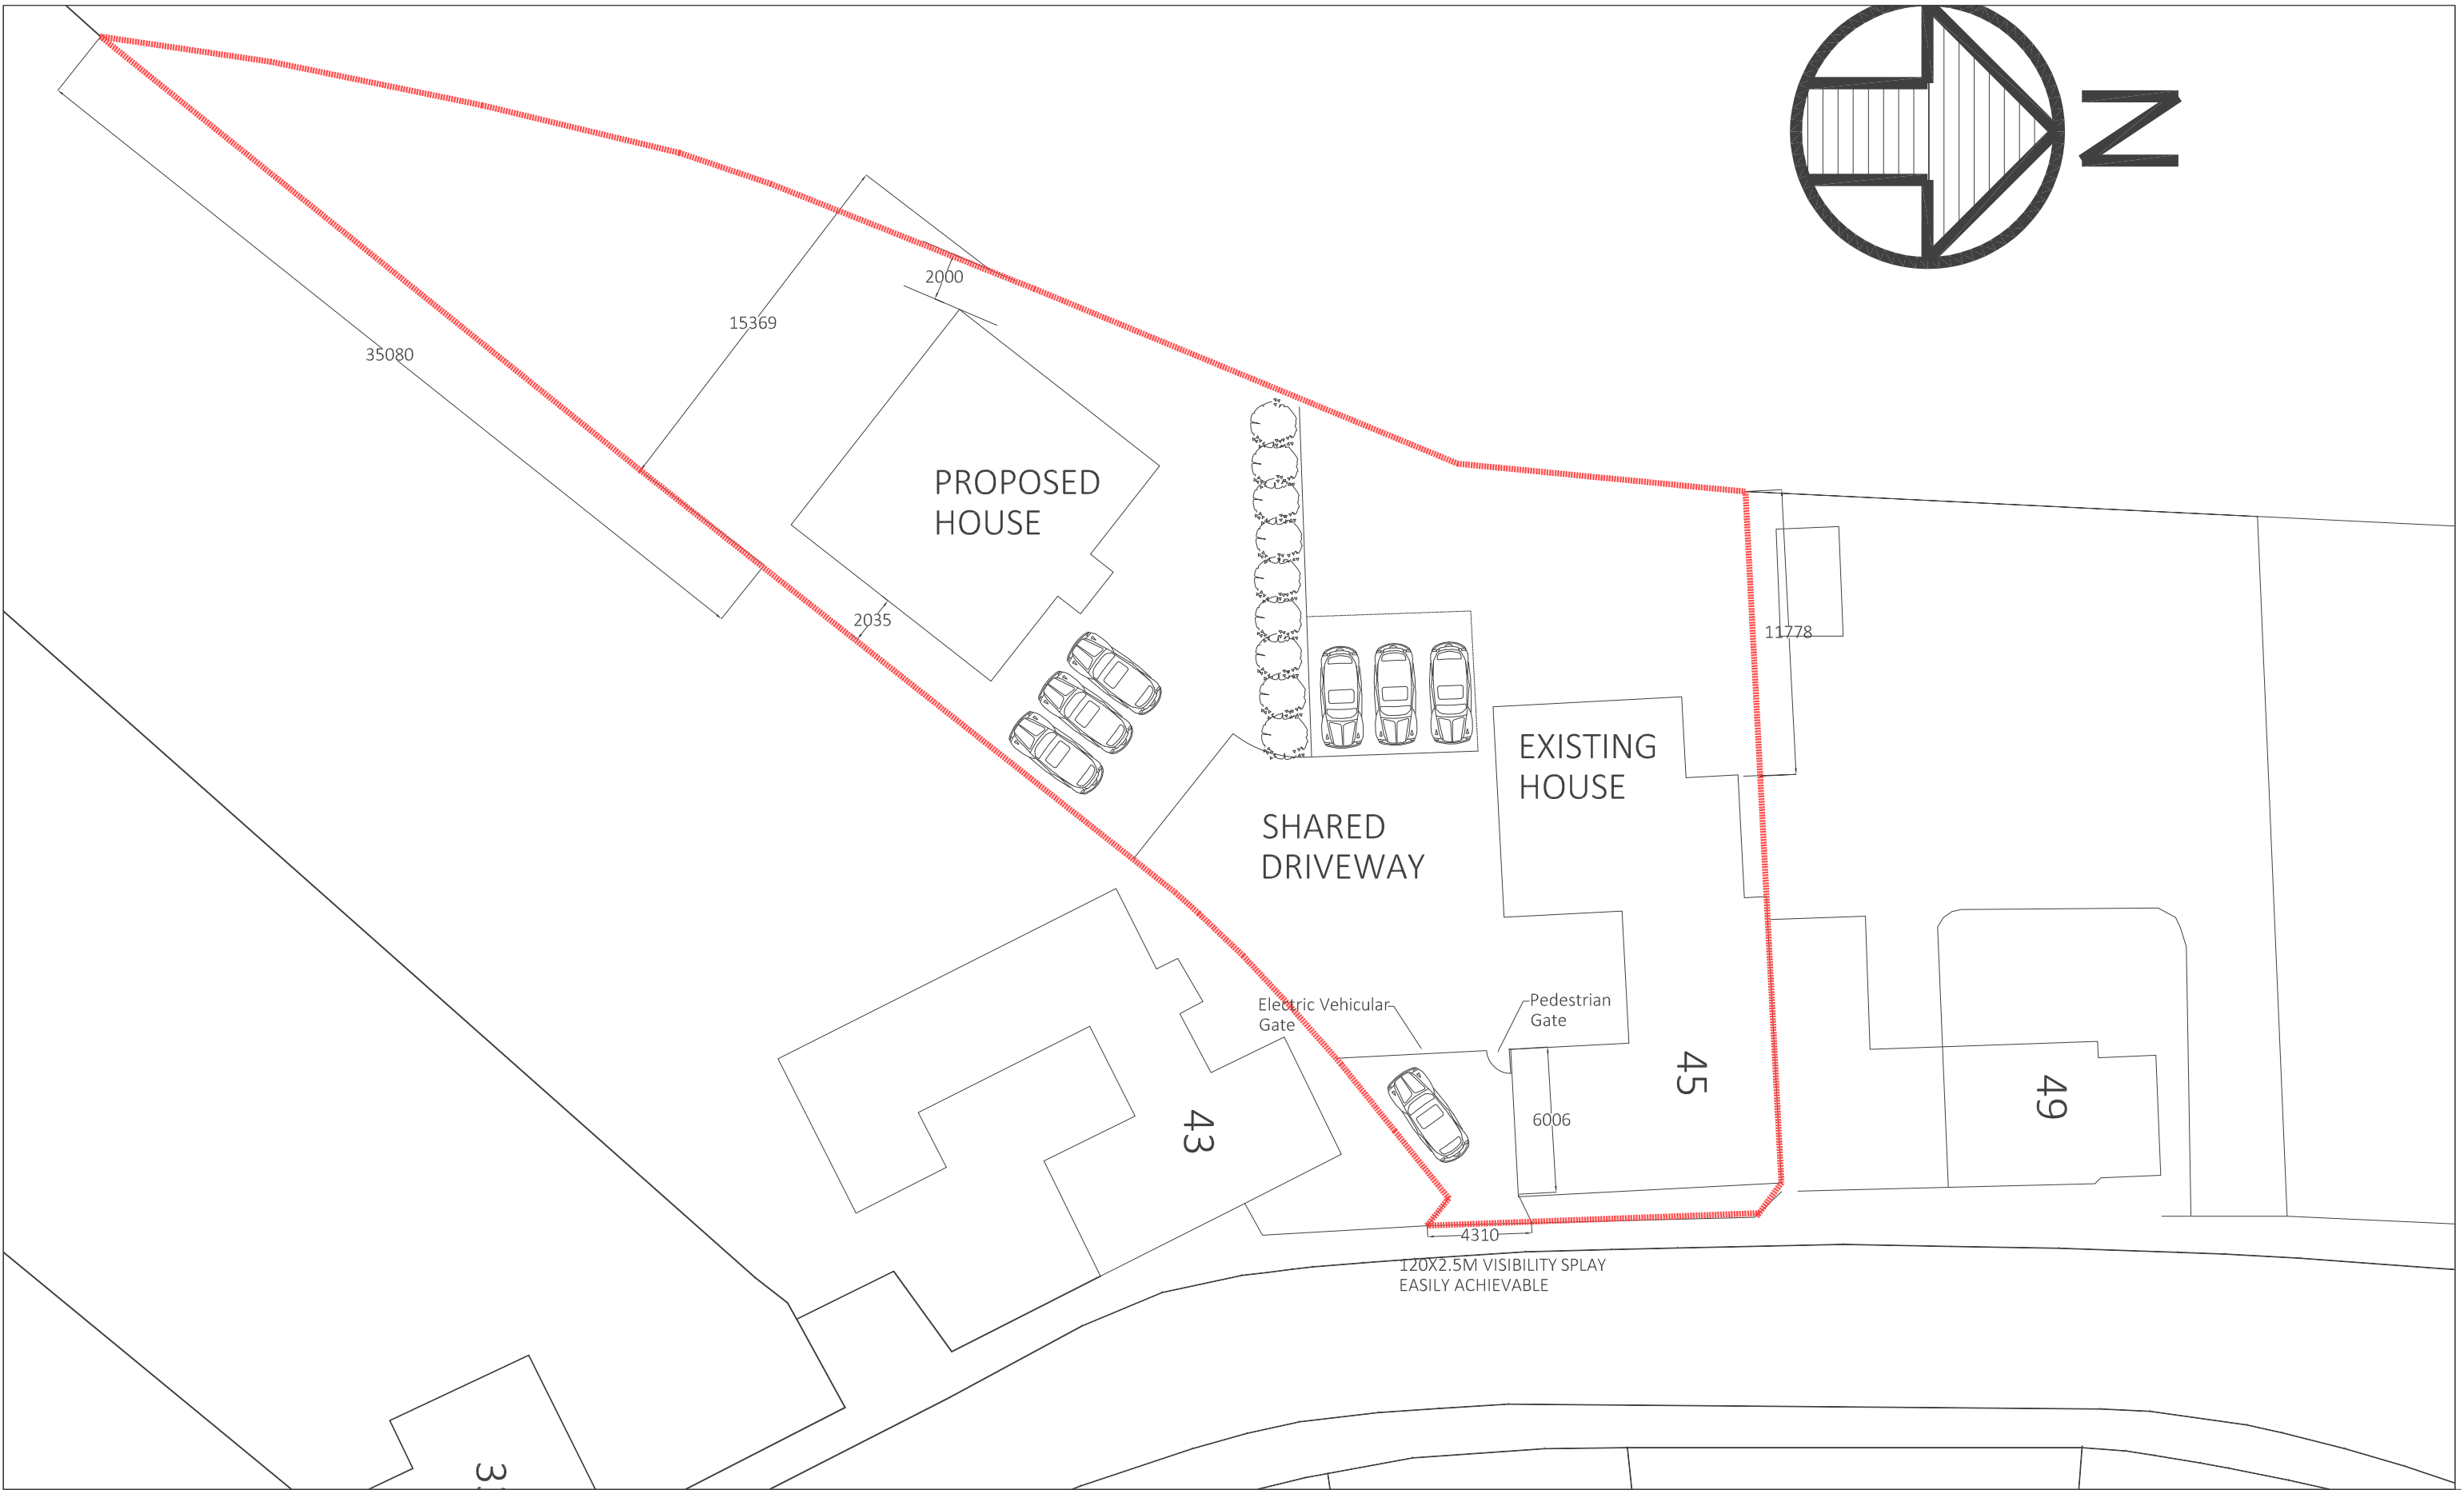 N
2000
15369
35080
PROPOSED
HOUSE
2035
11778
EXISTING
HOUSE
SHARED
DRIVEWAY
Electric Vehicular
Gate
Pedestrian
Gate
45
49
43
6006
4310
120X2.5M VISIBILITY SPLAY
EASILY ACHIEVABLE